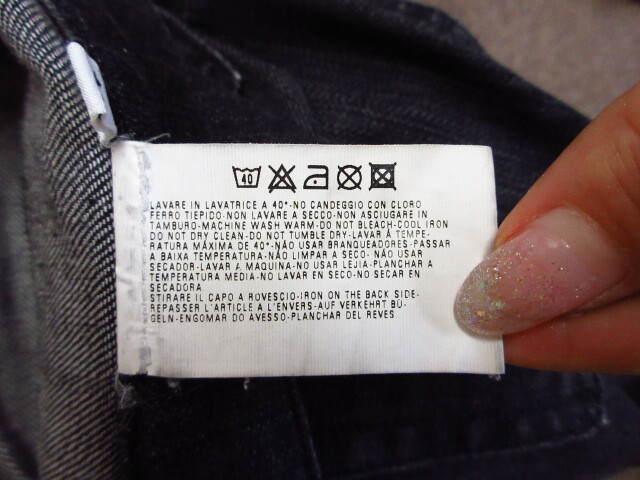 40
LAVARE IN LAVATRICE A 40°-NO CANDEGGIO CON CLORO
FERRO TIEPIDO-NON LAVARE A SECCO-NON ASCIUGARE IN
TAMBURO-MACHINE WASH WARM-DO NOT BLEACH-COOL IRON
DO NOT DRY CLEAN-DO NOT TUMBLE DRY-LAVAR À TEMPE-
RATURA MÁXIMA DE 40°-NÃO USAR BRANQUEADORES-PASSAR
A BAIXA TEMPERATURA-NÃO LIMPAR A SECO- NÃO USAR
SECADOR-LAVAR A MAQUINA-NO USAR LEJIA-PLANCHAR A
TEMPERATURA MEDIA-NO LAVAR EN SECO-NO SECAR EN
SECADORA
STIRARE IL CAPO A ROVESCIO-IRON ON THE BACK SIDE-
REPASSER L'ARTICLE A L'ENVERS-AUF VERKEHRT BÜ-
GELN-ENGOMAR DO AVESSO-PLANCHAR DEL REVES